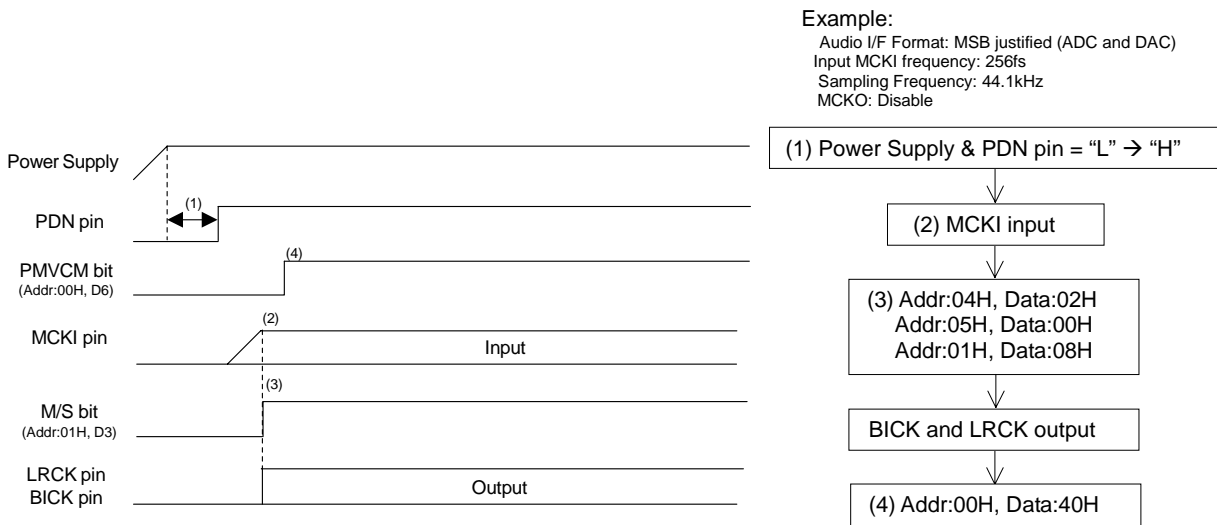 Example:
Audio I/F Format: MSB justified (ADC and DAC)
Input MCKI frequency: 256fs
Sampling Frequency: 44.1kHz
MCKO: Disable
Power Supply
(1)
PDN pin
PMVCM bit
(Addr:00H, D6)
(4)
MCKI pin
(2)
Input
M/S bit
(Addr:01H, D3)
(3)
LRCK pin
BICK pin
Output
(1) Power Supply & PDN pin = “L” → “H”
(2) MCKI input
(3) Addr:04H, Data:02H
Addr:05H, Data:00H
Addr:01H, Data:08H
BICK and LRCK output
(4) Addr:00H, Data:40H